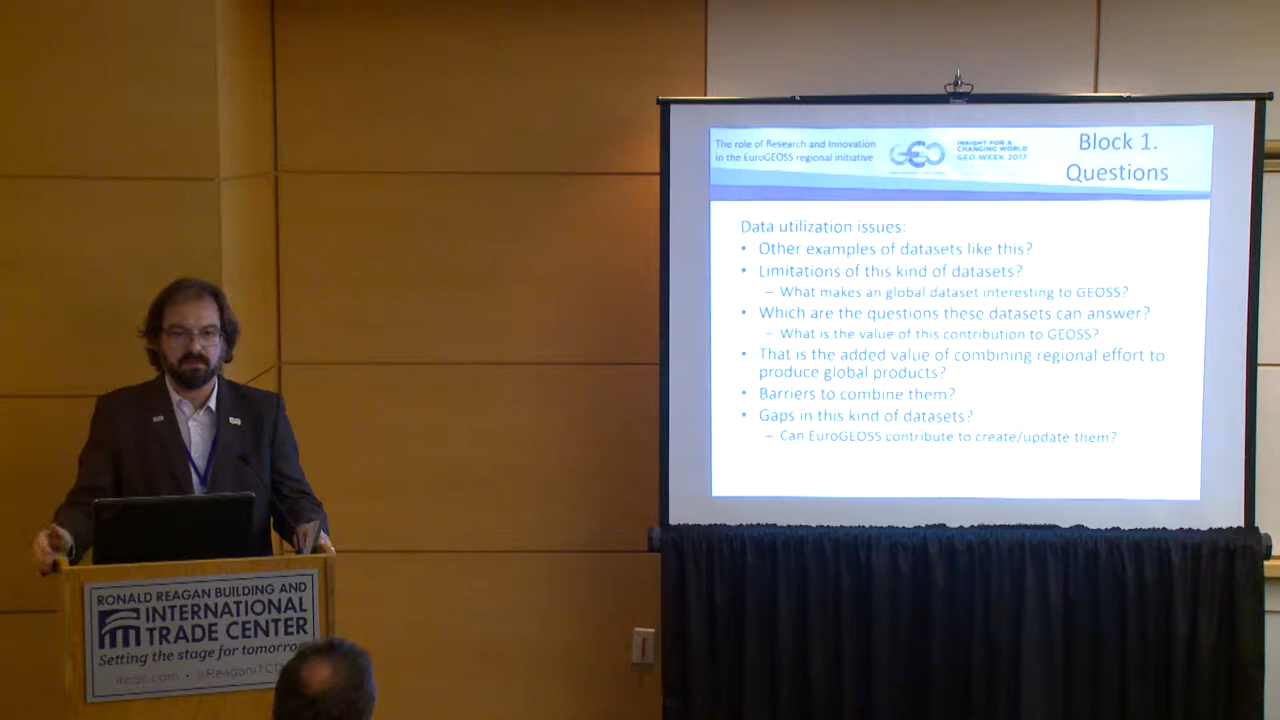 The role of Research and Innovation
in the EuroGEOSS regional initiative
GEO
INSIGHT FOR A
CHANGING WORLD
GEO WEEK 2017
Block 1.
Questions
Data utilization issues:
• Other examples of datasets like this?
• Limitations of this kind of datasets?
– What makes an global dataset interesting to GEOSS?
• Which are the questions these datasets can answer?
– What is the value of this contribution to GEOSS?
• That is the added value of combining regional effort to
produce global products?
• Barriers to combine them?
• Gaps in this kind of datasets?
– Can EuroGEOSS contribute to create/update them?
RONALD REAGAN BUILDING AND
INTERNATIONAL
TRADE CENTER
Setting the stage for tomorro
• @ReaganITCD